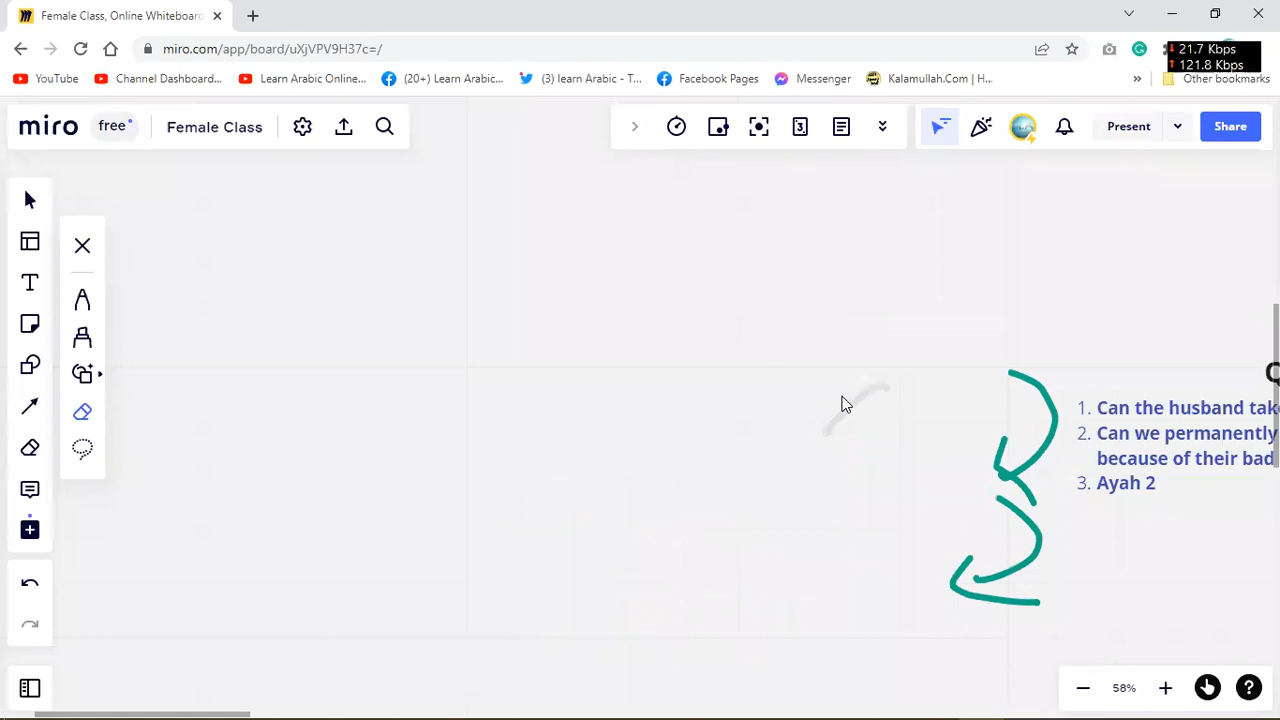 Female Class, Online Whiteboard
miro.com/app/board/uXjVPV9H37c=/
21.7 Kbps
121.8 Kbps
YouTube
Channel Dashboard...
Learn Arabic Online...
(20+) Learn Arabic...
(3) learn Arabic - T...
Facebook Pages
Messenger
Kalamullah.Com | H...
»
Other bookmarks
miro
free
Female Class
3
Present
Share
1. Can the husband take
2. Can we permanently
because of their bad
3. Ayah 2
58%